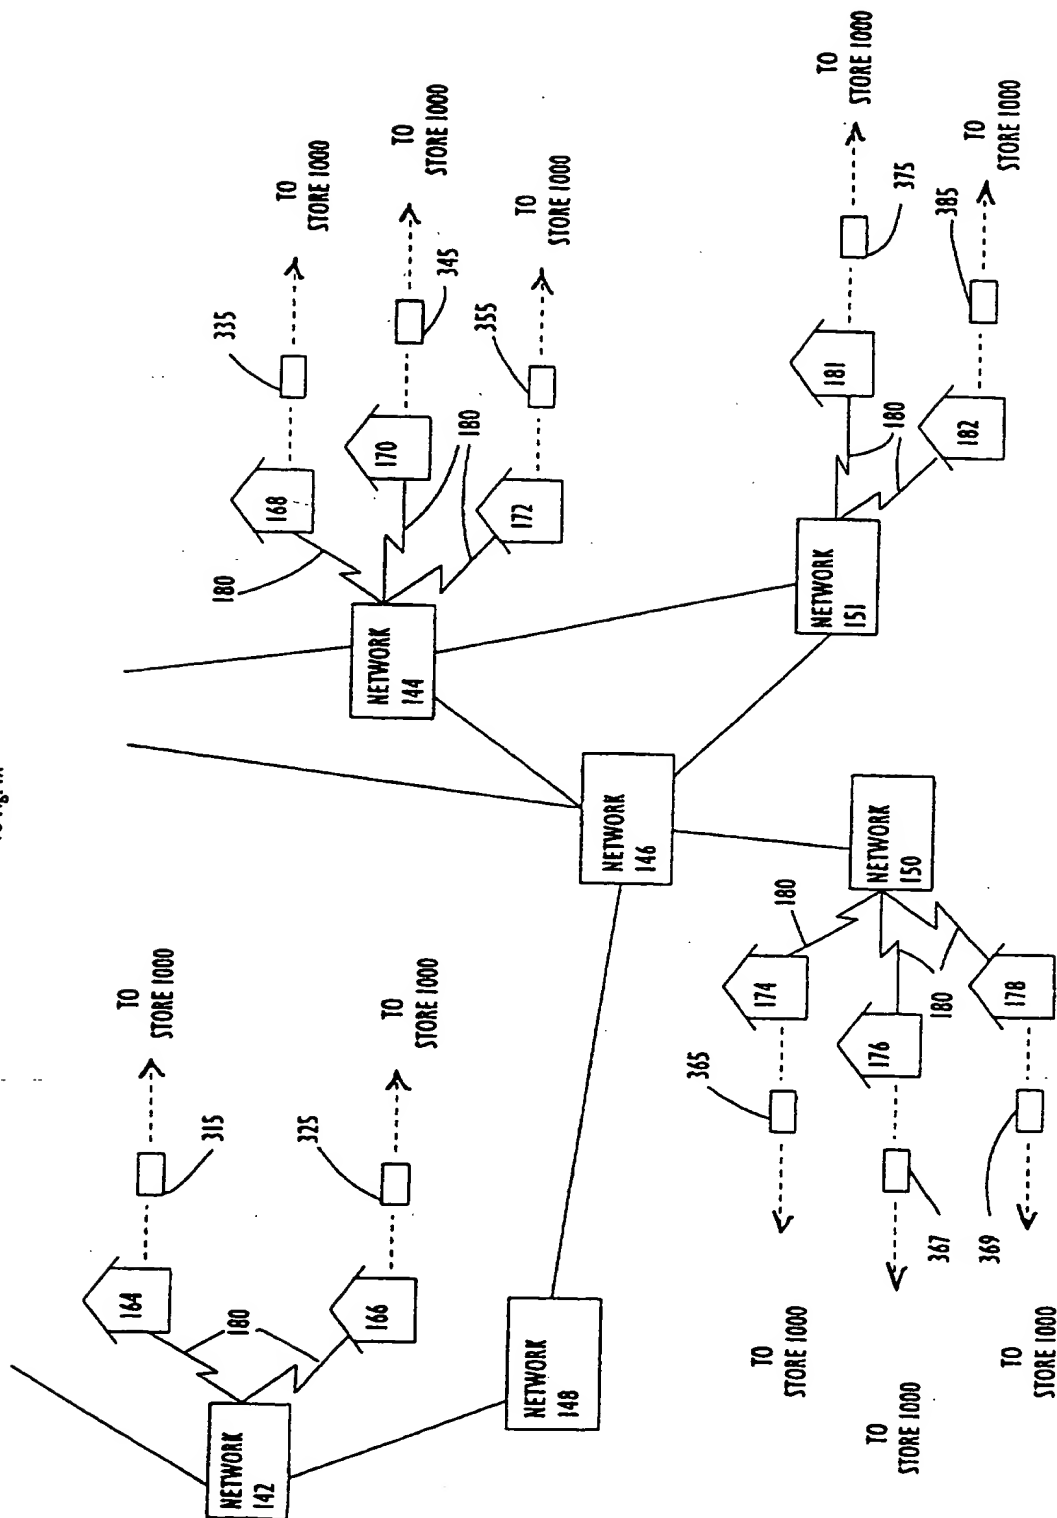 NETWORK
142
180
164
315
TO
STORE 1000
166
325
TO
STORE 1000
NETWORK
148
NETWORK
146
NETWORK
144
180
168
335
TO
STORE 1000
170
345
TO
STORE 1000
180
172
355
TO
STORE 1000
TO
STORE 1000
365
174
180
NETWORK
150
TO
STORE 1000
367
176
180
TO
STORE 1000
369
178
NETWORK
151
180
181
375
TO
STORE 1000
182
385
TO
STORE 1000